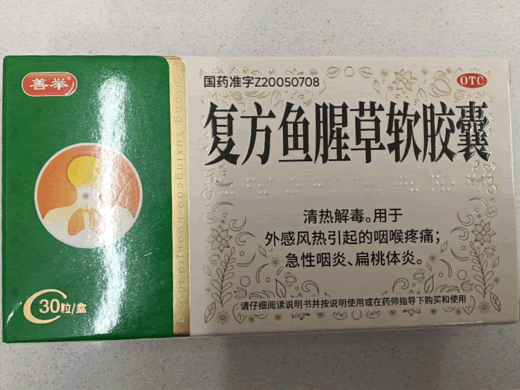 善举
国药准字Z20050708
OTC
复方鱼腥草软胶囊
清热解毒。用于
外感风热引起的咽喉疼痛；
急性咽炎、扁桃体炎。
30粒/盒
请仔细阅读说明书并按说明使用或在药师指导下购买和使用